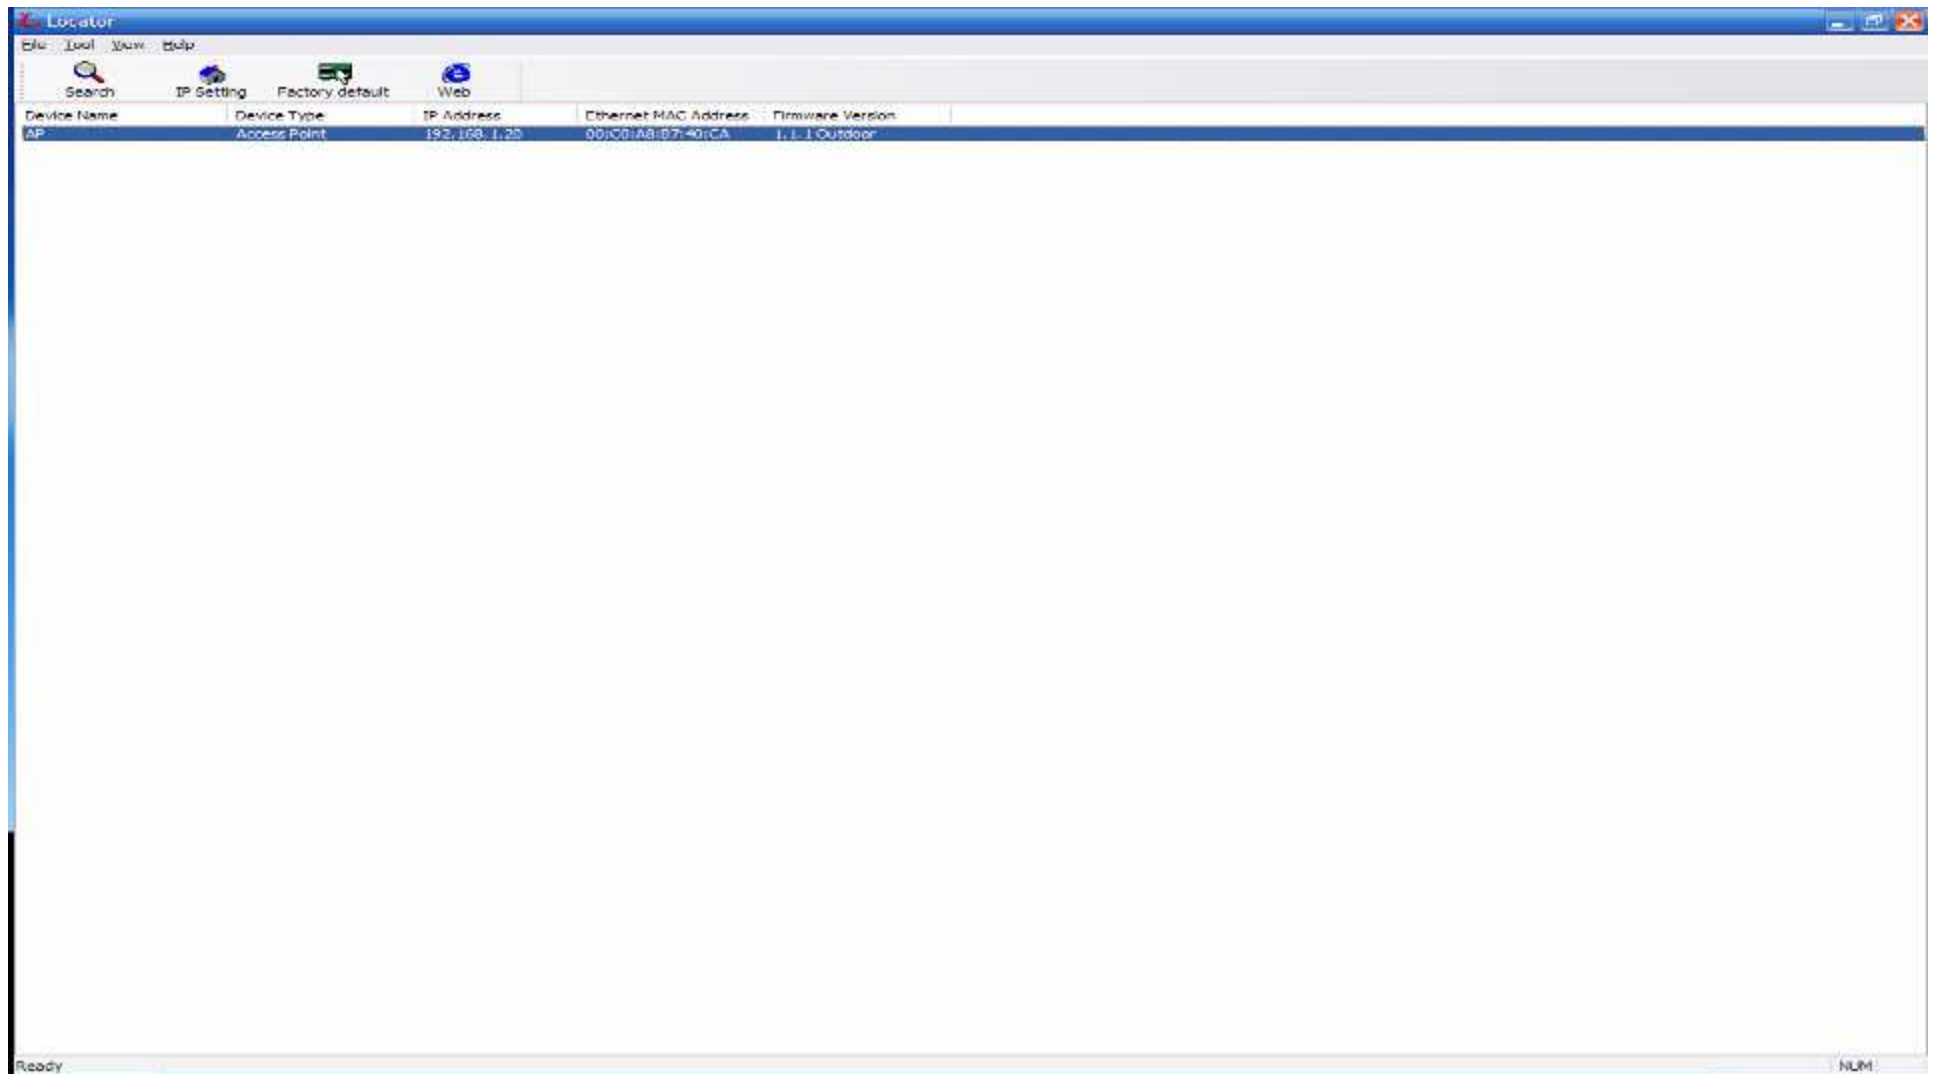 Locator
File Tool View Help
Search IP Setting Factory default Web
Device Name Device Type IP Address Ethernet MAC Address Firmware Version
AP Access Point 192.168.1.20 00:C0:A8:B7:40:CA 1.1.1 Outdoor
Ready NUM